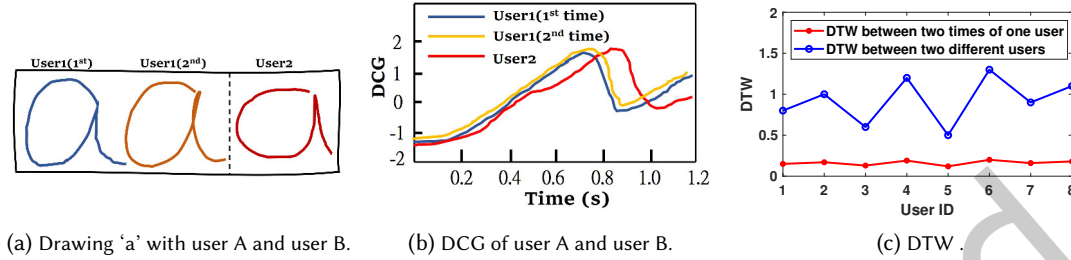 User1(1st) User1(2nd) User2
(a) Drawing ‘a’ with user A and user B.
User1(1st time)
User1(2nd time)
User2
DCG
2
1
0
-1
-2
0.2 0.4 0.6 0.8 1.0 1.2
Time (s)
(b) DCG of user A and user B.
DTW between two times of one user
DTW between two different users
DTW
2
1.5
1
0.5
0
1 2 3 4 5 6 7 8
User ID
(c) DTW .